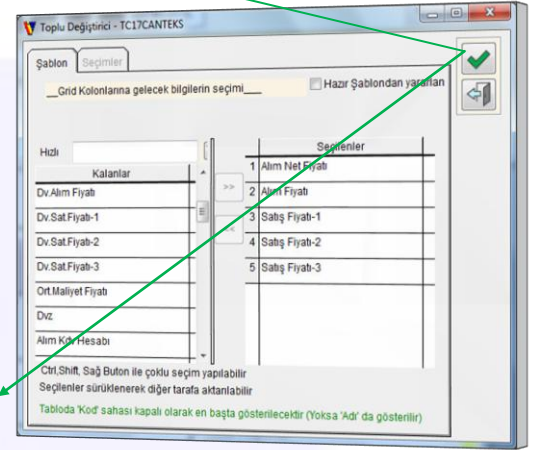 Toplu Değiştirici - TC17CANTEKS
Şablon Seçimler
__Grid Kolonlarına gelecek bilgilerin seçimi___ Hazır Şablondan yararlan
Hızlı
Kalanlar
Dv.Alım Fiyatı
Dv.Sat.Fiyatı-1
Dv.Sat.Fiyatı-2
Dv.Sat.Fiyatı-3
Ort.Maliyet Fiyatı
Dvz
Alım Kdv Hesabı
>>
<<
Seçilenler
1 Alım Net Fiyatı
2 Alım Fiyatı
3 Satış Fiyatı-1
4 Satış Fiyatı-2
5 Satış Fiyatı-3
Ctrl,Shift, Sağ Buton ile çoklu seçim yapılabilir
Seçilenler sürüklenerek diğer tarafa aktarılabilir
Tabloda 'Kod' sahası kapalı olarak en başta gösterilecektir (Yoksa 'Adı' da gösterilir)